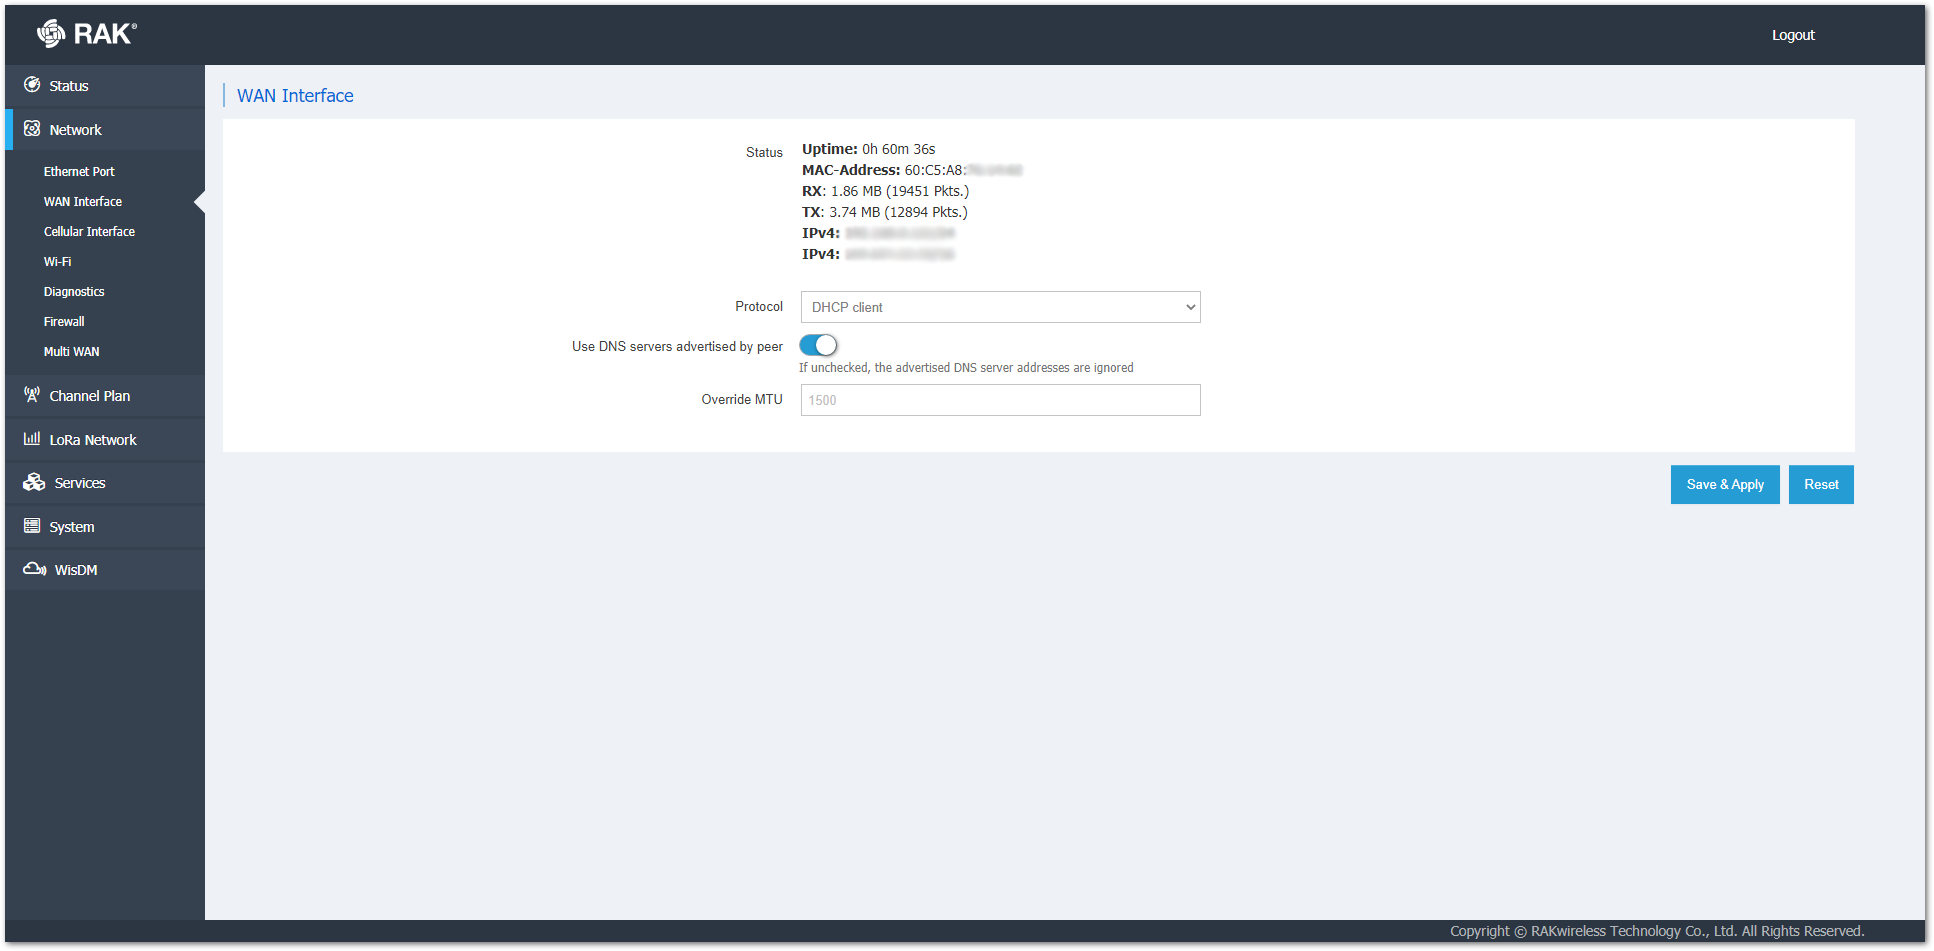 RAK®
Logout
Status
Network
Ethernet Port
WAN Interface
Cellular Interface
Wi-Fi
Diagnostics
Firewall
Multi WAN
Channel Plan
LoRa Network
Services
System
WisDM
WAN Interface
Status
Uptime: 0h 60m 36s
MAC-Address: 60:C5:A8:
RX: 1.86 MB (19451 Pkts.)
TX: 3.74 MB (12894 Pkts.)
IPv4:
IPv4:
Protocol DHCP client
Use DNS servers advertised by peer
If unchecked, the advertised DNS server addresses are ignored
Override MTU 1500
Save & Apply Reset
Copyright © RAKwireless Technology Co., Ltd. All Rights Reserved.